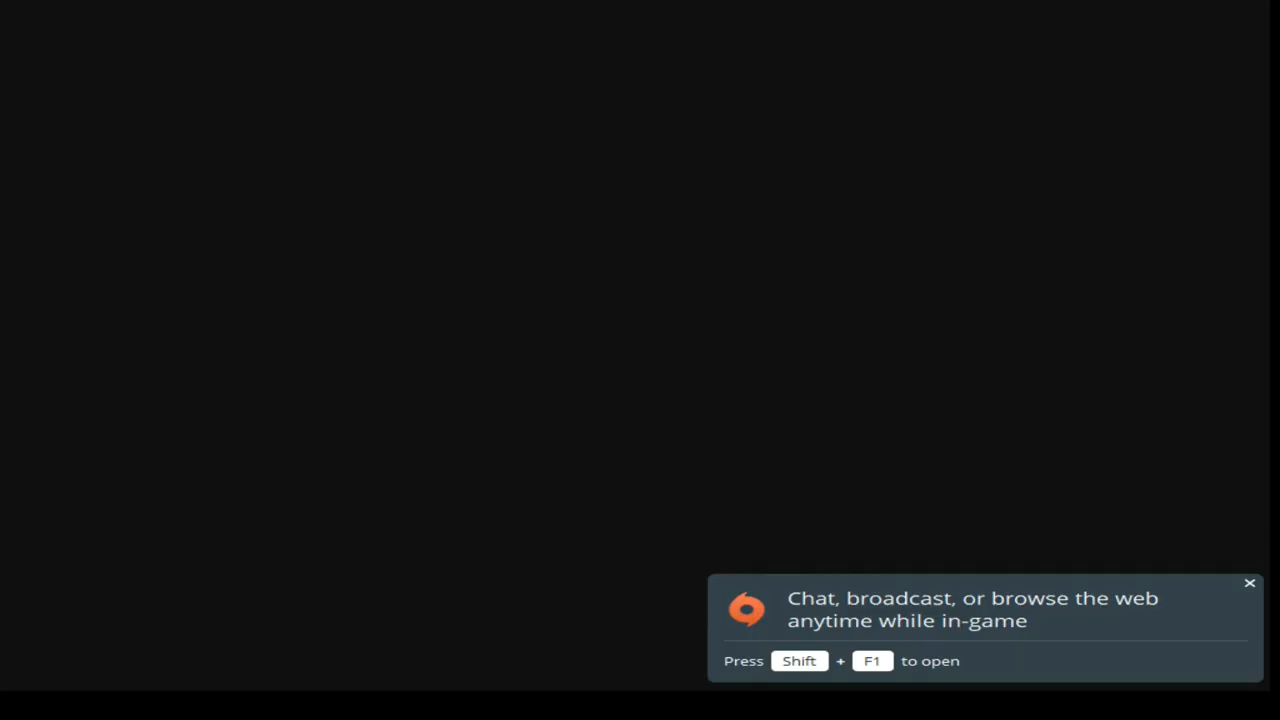 Chat, broadcast, or browse the web
anytime while in-game
Press Shift + F1 to open